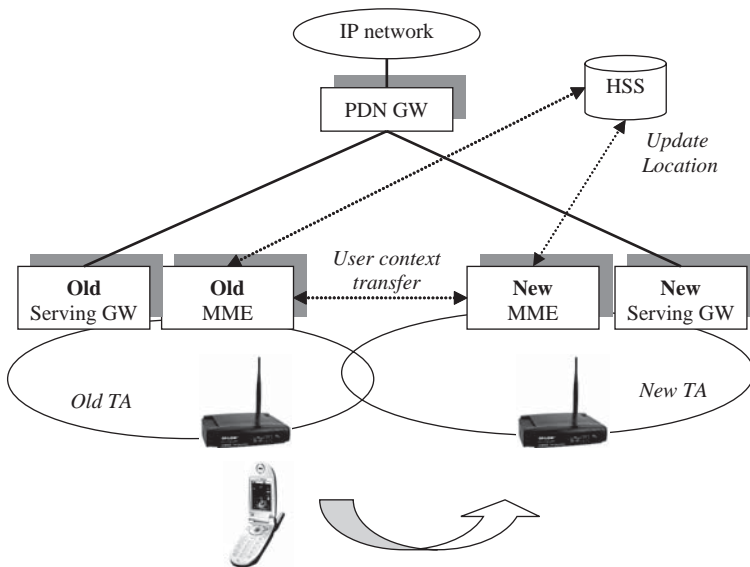 IP network
PDN GW
HSS
Update
Location
Old
Serving GW
Old
MME
User context
transfer
New
MME
New
Serving GW
Old TA
New TA